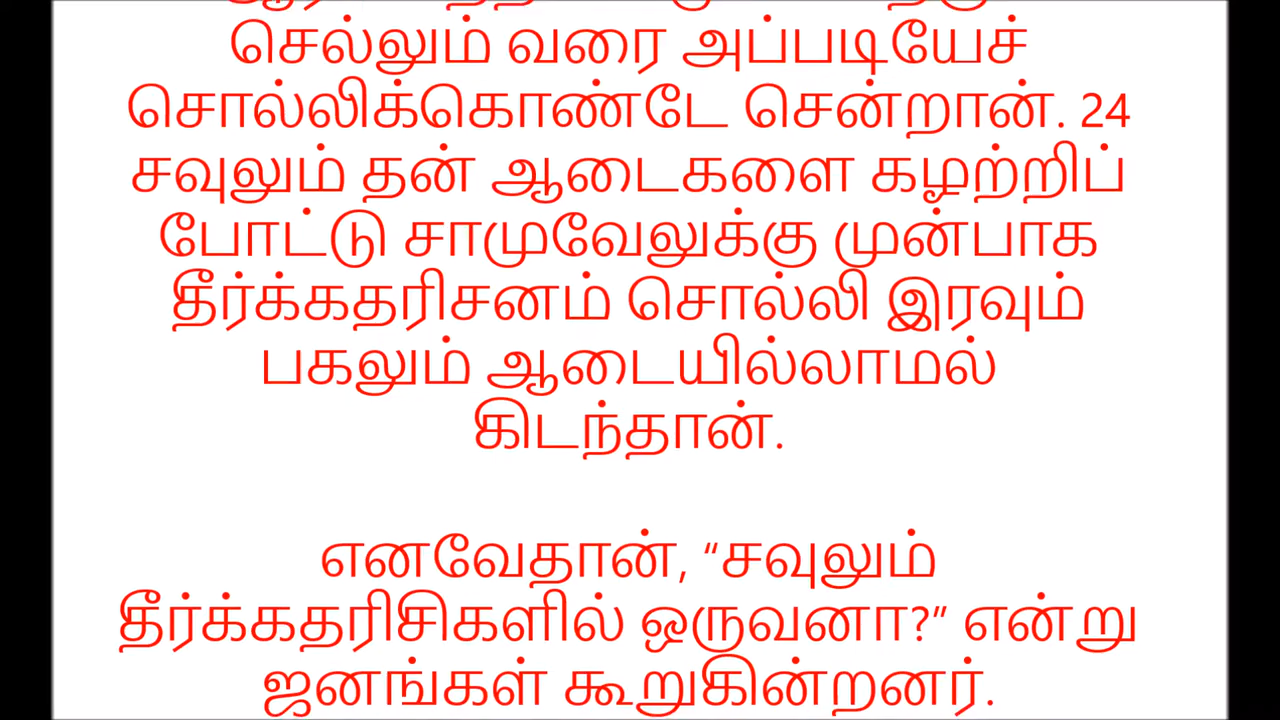 செல்லும் வரை அப்படியேச்
சொல்லிக்கொண்டே சென்றான். 24
சவுலும் தன் ஆடைகளை கழற்றிப்
போட்டு சாமுவேலுக்கு முன்பாக
தீர்க்கதரிசனம் சொல்லி இரவும்
பகலும் ஆடையில்லாமல்
கிடந்தான்.
எனவேதான், “சவுலும்
தீர்க்கதரிசிகளில் ஒருவனா?” என்று
ஜனங்கள் கூறுகின்றனர்.